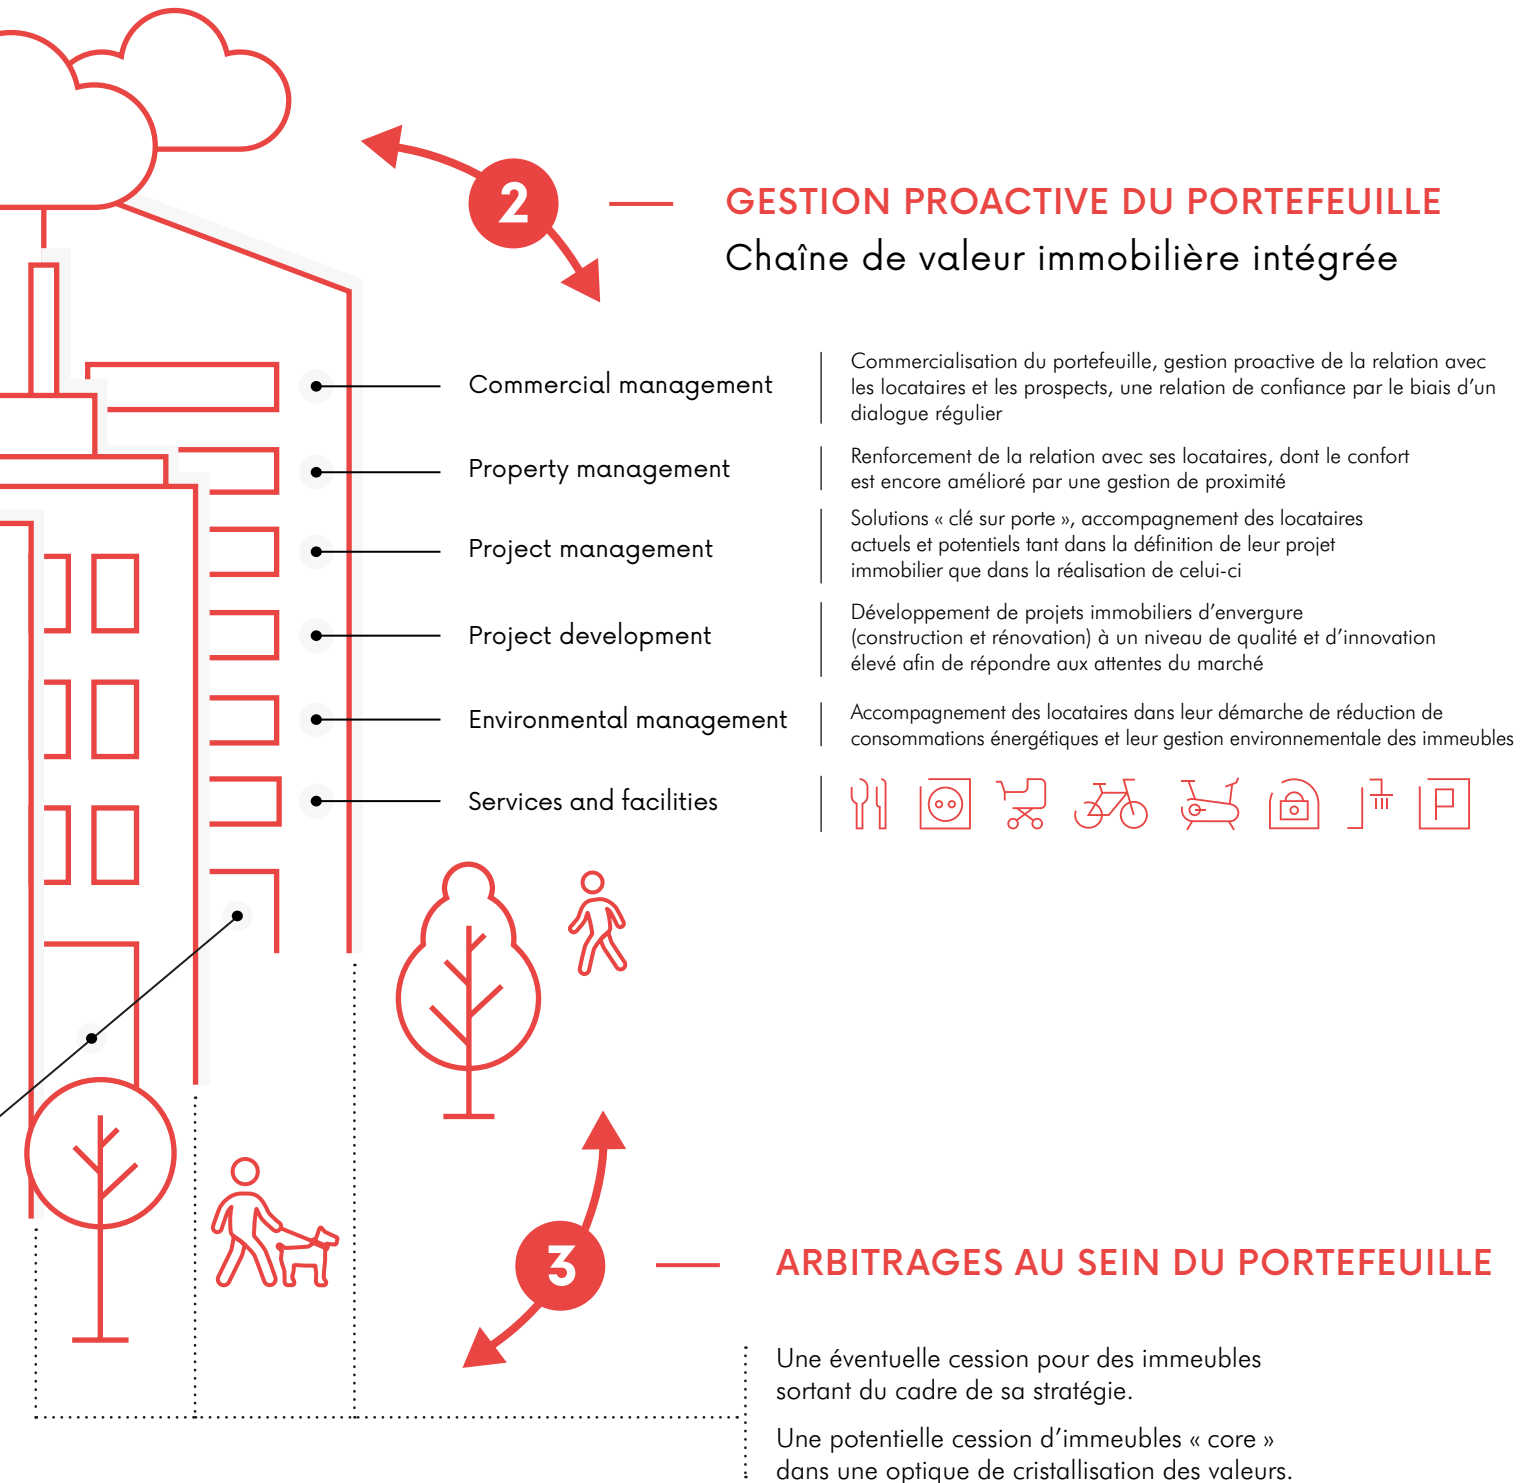 2
GESTION PROACTIVE DU PORTEFEUILLE
Chaîne de valeur immobilière intégrée
Commercial management
Commercialisation du portefeuille, gestion proactive de la relation avec
les locataires et les prospects, une relation de confiance par le biais d’un
dialogue régulier
Property management
Renforcement de la relation avec ses locataires, dont le confort
est encore amélioré par une gestion de proximité
Project management
Solutions « clé sur porte », accompagnement des locataires
actuels et potentiels tant dans la définition de leur projet
immobilier que dans la réalisation de celui-ci
Project development
Développement de projets immobiliers d’envergure
(construction et rénovation) à un niveau de qualité et d’innovation
élevé afin de répondre aux attentes du marché
Environmental management
Accompagnement des locataires dans leur démarche de réduction de
consommations énergétiques et leur gestion environnementale des immeubles
Services and facilities
P
3
ARBITRAGES AU SEIN DU PORTEFEUILLE
Une éventuelle cession pour des immeubles
sortant du cadre de sa stratégie.
Une potentielle cession d’immeubles « core »
dans une optique de cristallisation des valeurs.